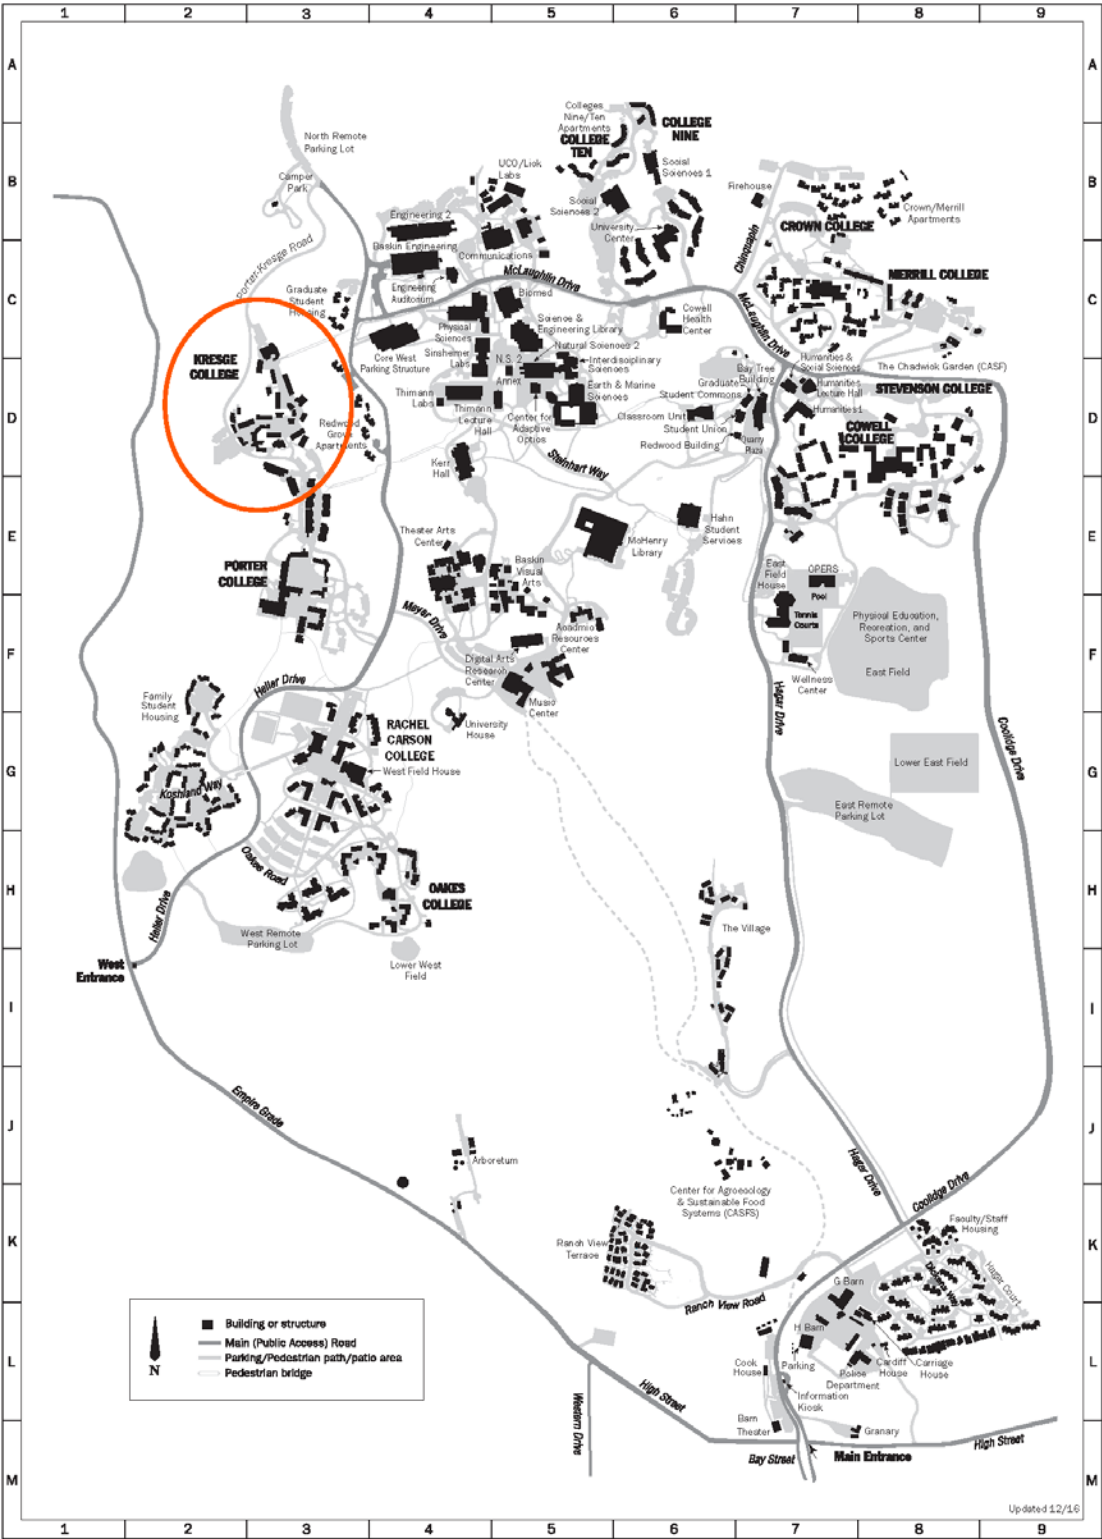 1 2 3 4 5 6 7 8 9
A A
Colleges
Nine/Ten
Apartments
COLLEGE
NINE
COLLEGE
TEN
North Remote
Parking Lot
B B
Camper
Park
UCO/Lick
Labs
Social
Sciences 1
Social
Sciences 2
University
Center
Firehouse
Crown/Merrill
Apartments
CROWN COLLEGE
Engineering 2
Baskin Engineering
Communications
Porter-Kresge Road
Chinquapin
MERRILL COLLEGE
C C
McLaughlin Drive
Graduate
Student
Housing
Engineering
Auditorium
Biomed
Physical
Sciences
Science &
Engineering Library
Cowell
Health
Center
McLaughlin Drive
Core West
Parking Structure
Sinsheimer
Labs
Natural Sciences 2
N.S. 2
Annex
Interdisciplinary
Sciences
Humanities &
Social Sciences
The Chadwick Garden (CASF)
KRESGE
COLLEGE
Bay Tree
Building
Graduate
Student
Commons
Humanities
Lecture Hall
STEVENSON COLLEGE
D D
Thimann
Labs
Thimann
Lecture
Hall
Earth & Marine
Sciences
Center for
Adaptive
Optics
Classroom Unit
Student Union
Redwood Building
Quarry
Plaza
Humanities 1
COWELL
COLLEGE
Redwood
Grove
Apartments
Kerr
Hall
Steinhart Way
E E
Theater Arts
Center
McHenry
Library
Hahn
Student
Services
PORTER
COLLEGE
Baskin
Visual
Arts
East
Field
House
OPERS
Pool
Tennis
Courts
Meyer Drive
Physical Education,
Recreation, and
Sports Center
Academic
Resources
Center
F F
Digital Arts
Research
Center
East Field
Wellness
Center
Heller Drive
Family
Student
Housing
Music
Center
University
House
Hagar Drive
Coolidge Drive
RACHEL
CARSON
COLLEGE
G G
Lower East Field
West Field House
Koshland Way
East Remote
Parking Lot
Oakes Road
H H
OAKES
COLLEGE
Heller Drive
The Village
West Remote
Parking Lot
West
Entrance
Lower West
Field
I I
Empire Grade
J J
Arboretum
Hagar Drive
Center for Agroecology
& Sustainable Food
Systems (CASFS)
Coolidge Drive
Faculty/Staff
Housing
K K
Ranch View
Terrace
Hagar Court
G Barn
Ranch View Road
Building or structure
Main (Public Access) Road
Parking/Pedestrian path/patio area
Pedestrian bridge
N
H Barn
L L
Cook
House
Parking
Police
Department
Cardiff
House
Carriage
House
High Street
Information
Kiosk
Western Drive
Barn
Theater
Granary
Bay Street
Main Entrance
High Street
M M
Updated 12/16
1 2 3 4 5 6 7 8 9